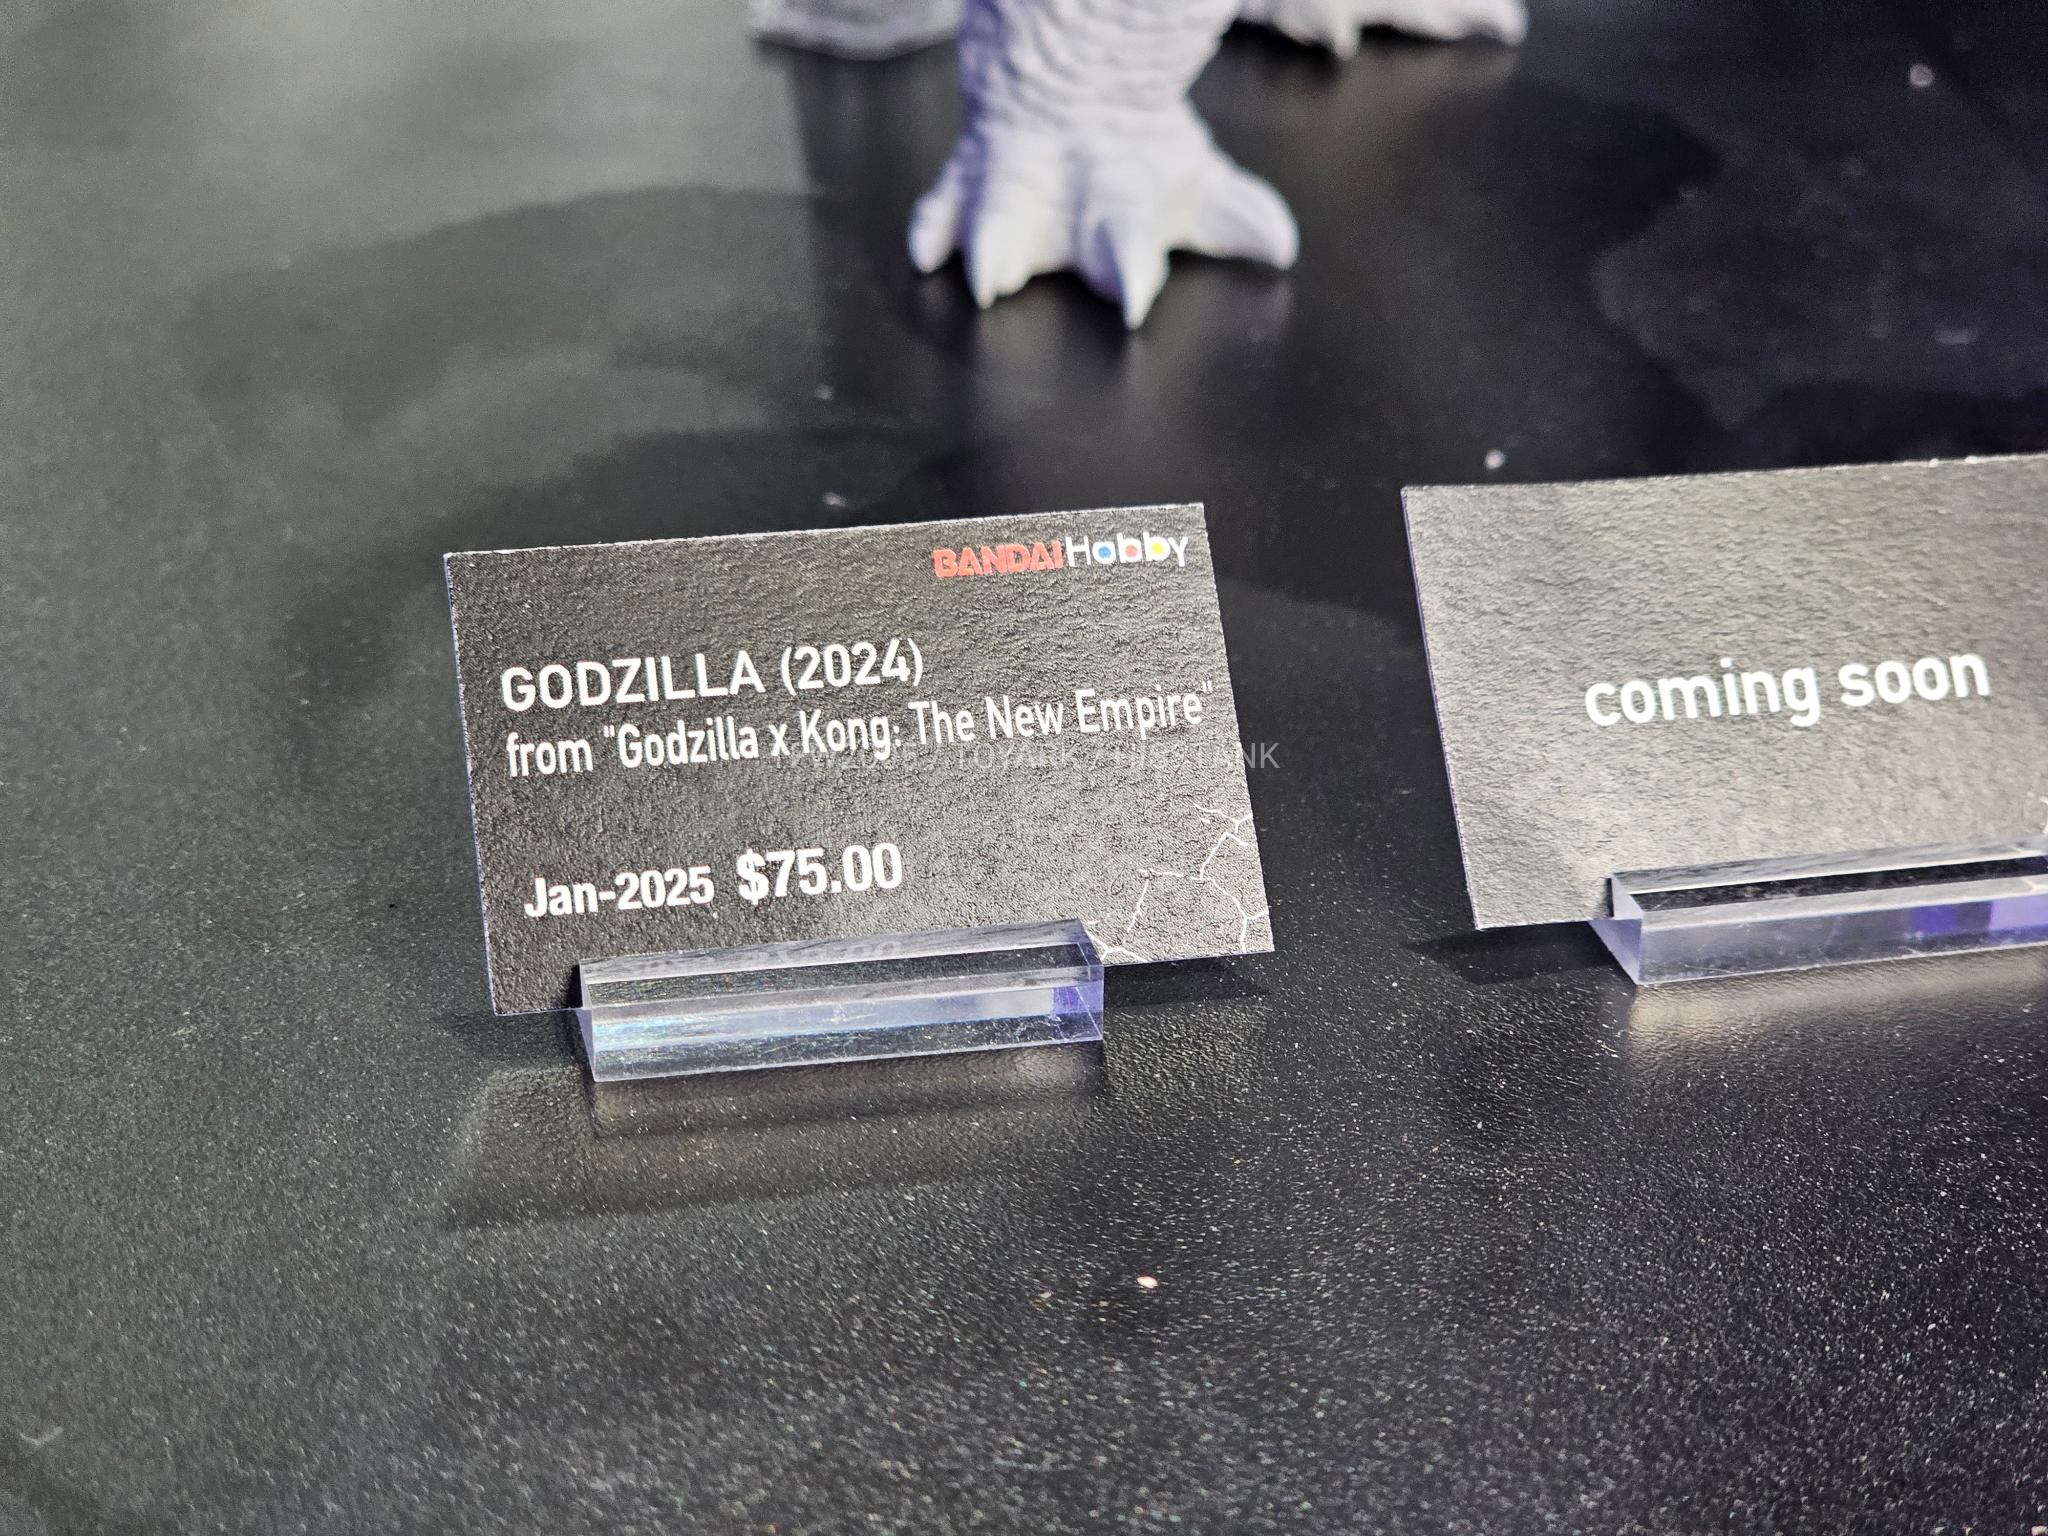 BANDAI Hobby
GODZILLA (2024)
from "Godzilla x Kong: The New Empire"
Jan-2025 $75.00
coming soon